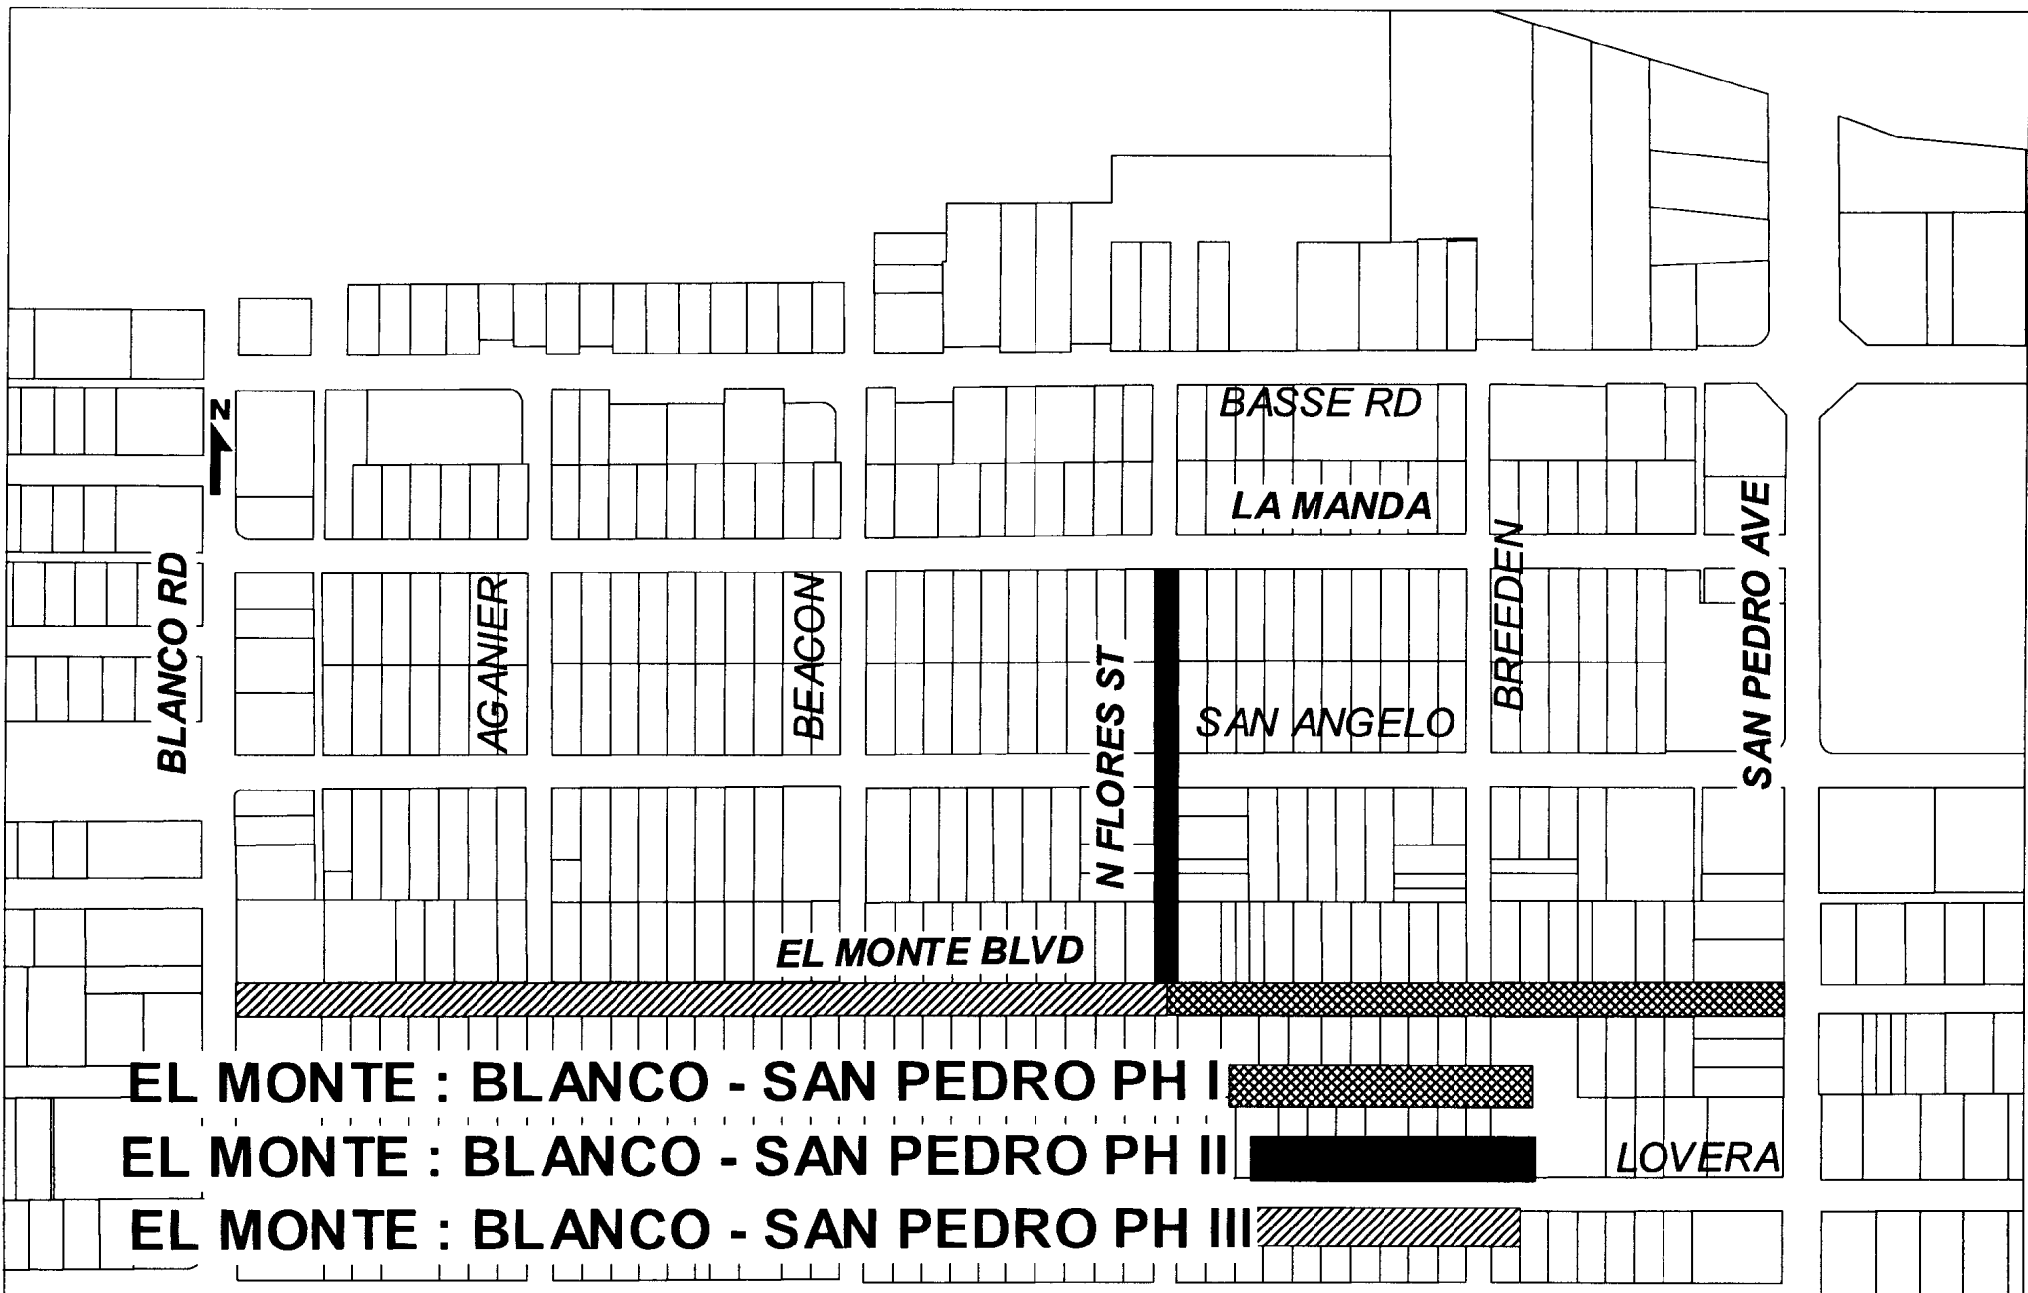 BASSE RD
N
LA MANDA
BLANCO RD
AGANIER
BEACON
N FLORES ST
BREEDEN
SAN PEDRO AVE
SAN ANGELO
EL MONTE BLVD
EL MONTE : BLANCO - SAN PEDRO PH I
EL MONTE : BLANCO - SAN PEDRO PH II
LOVERA
EL MONTE : BLANCO - SAN PEDRO PH III